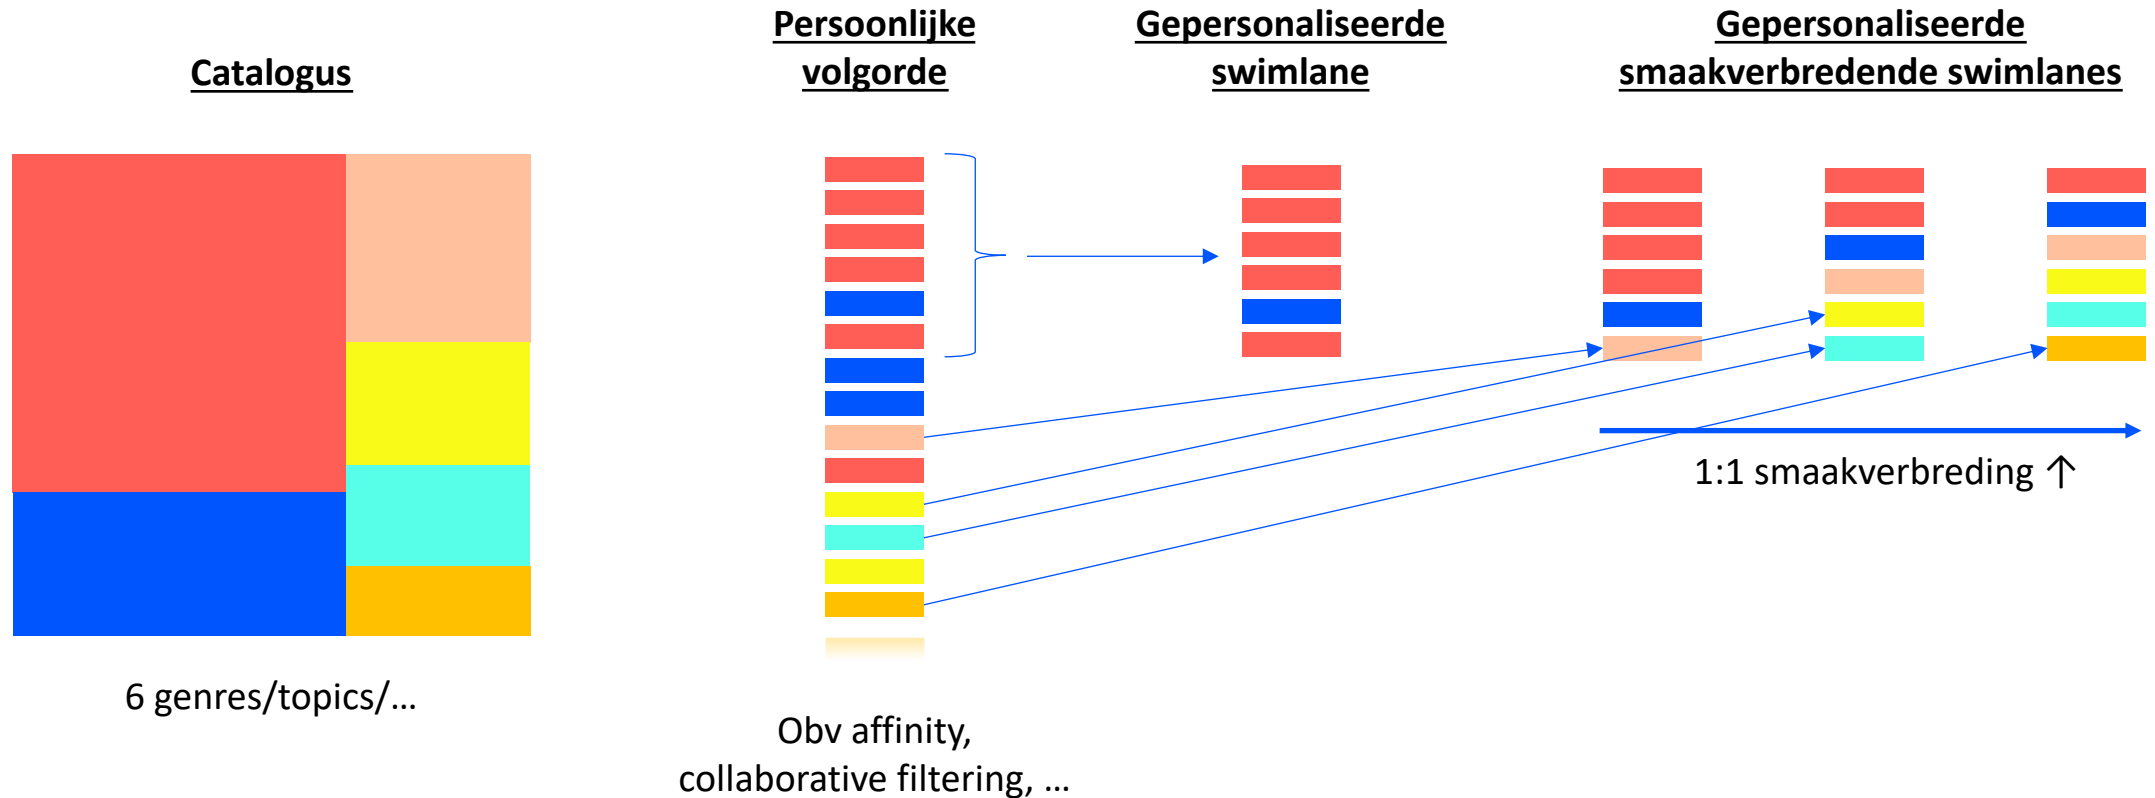 Catalogus
Persoonlijke
volgorde
Gepersonaliseerde
swimlane
Gepersonaliseerde
smaakverbredende swimlanes
1:1 smaakverbreding ↑
6 genres/topics/…
Obv affinity,
collaborative filtering, …